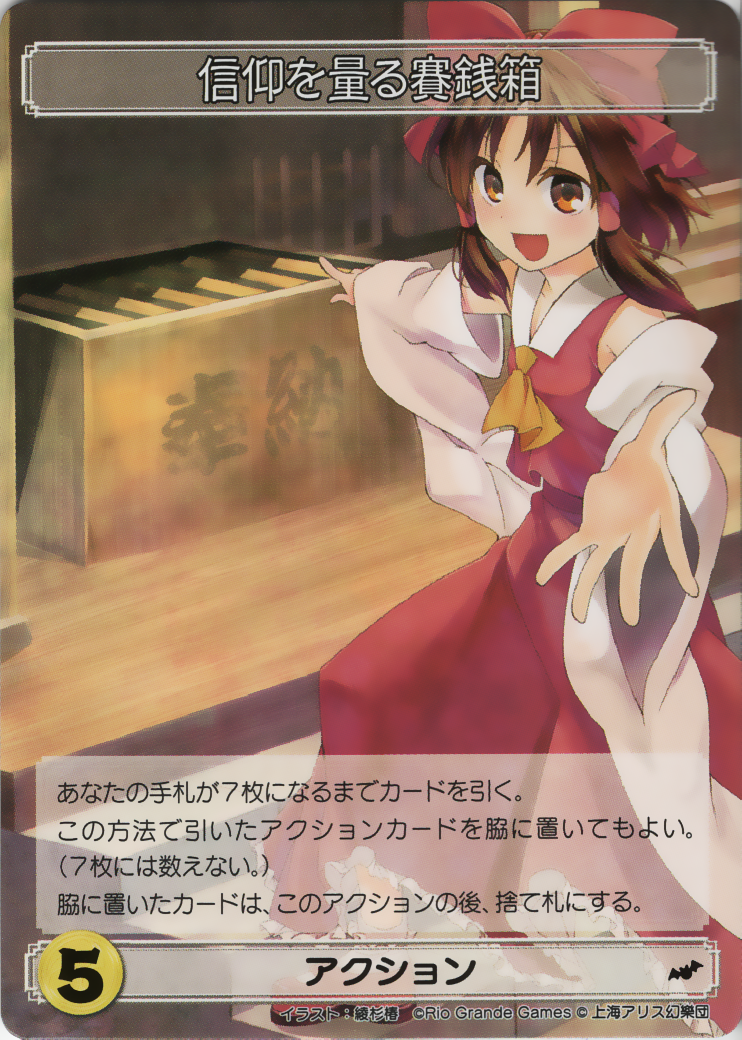 信仰を量る賽銭箱
奉納
あなたの手札が７枚になるまでカードを引く。
この方法で引いたアクションカードを脇に置いてもよい。
（７枚には数えない。）
脇に置いたカードは、このアクションの後、捨て札にする。
5
アクション
イラスト：綾杉椿 ©Rio Grande Games © 上海アリス幻樂団